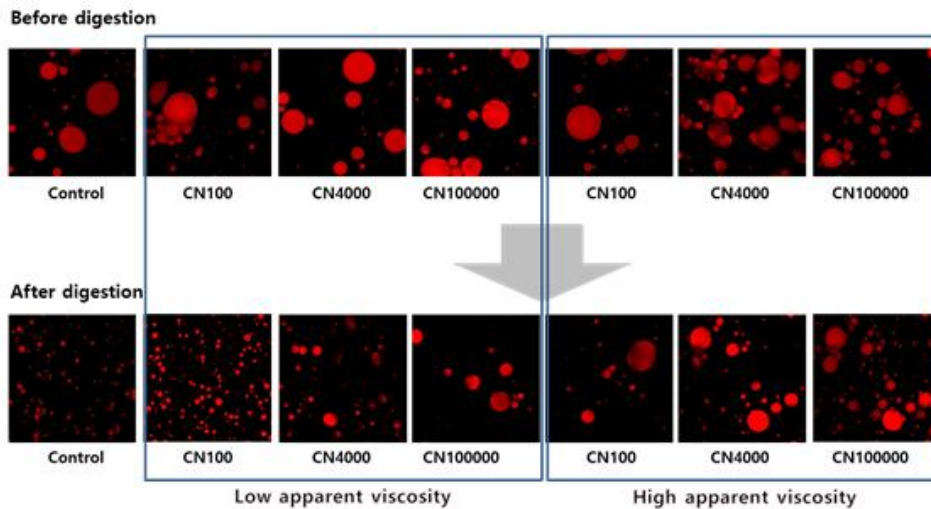 Before digestion
Control CN100 CN4000 CN100000 CN100 CN4000 CN100000
After digestion
Control CN100 CN4000 CN100000 CN100 CN4000 CN100000
Low apparent viscosity High apparent viscosity